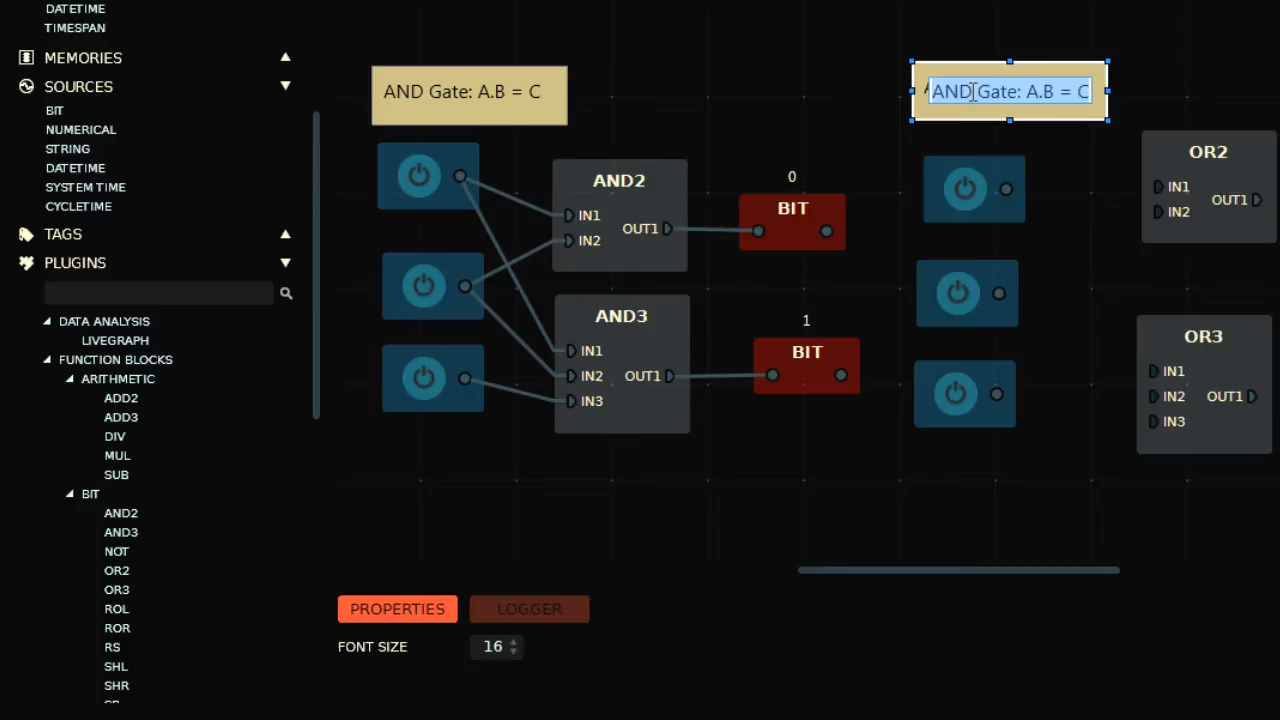 DATETIME
TIMESPAN
MEMORIES
SOURCES
BIT
NUMERICAL
STRING
DATETIME
SYSTEM TIME
CYCLETIME
TAGS
PLUGINS
DATA ANALYSIS
LIVEGRAPH
FUNCTION BLOCKS
ARITHMETIC
ADD2
ADD3
DIV
MUL
SUB
BIT
AND2
AND3
NOT
OR2
OR3
ROL
ROR
RS
SHL
SHR
AND Gate: A.B = C
AND2
IN1
IN2
OUT1
0
BIT
AND3
IN1
IN2
OUT1
IN3
1
BIT
AND Gate: A.B = C
OR2
IN1
IN2
OUT1
OR3
IN1
IN2
OUT1
IN3
PROPERTIES
LOGGER
FONT SIZE
16